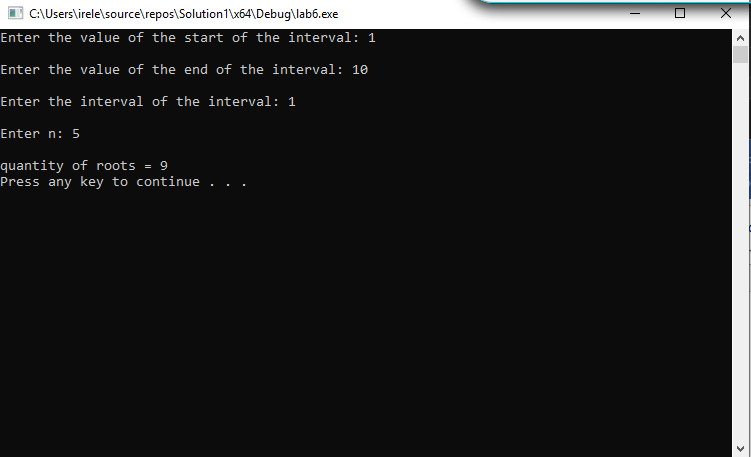 C:\Users\irele\source\repos\Solution1\x64\Debug\lab6.exe
Enter the value of the start of the interval: 1
Enter the value of the end of the interval: 10
Enter the interval of the interval: 1
Enter n: 5
quantity of roots = 9
Press any key to continue . . .